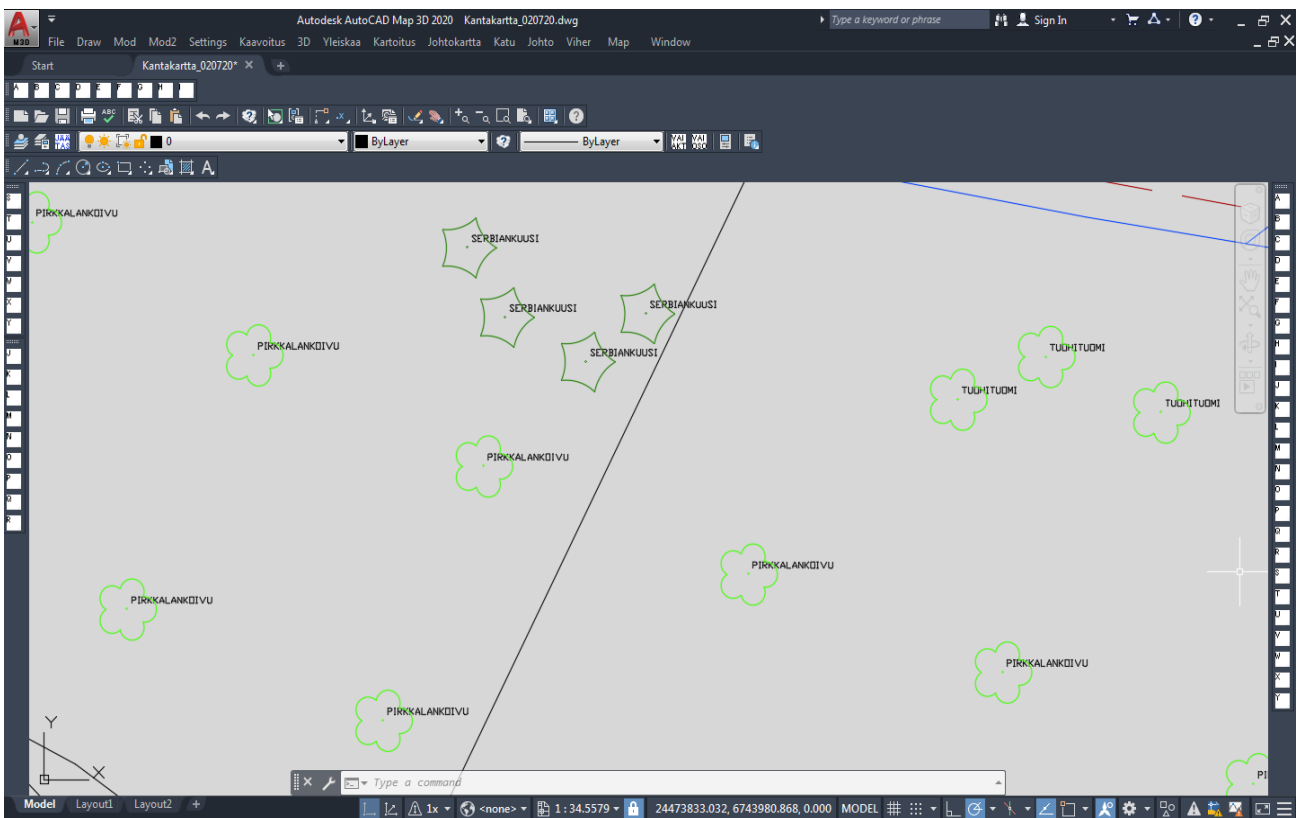 Autodesk AutoCAD Map 3D 2020 Kantakartta_020720.dwg
Type a keyword or phrase
Sign In
M3D
File Draw Mod Mod2 Settings Kaavoitus 3D Yleiskaa Kartoitus Johtokartta Katu Johto Viher Map Window
Start Kantakartta_020720*
0 ByLayer ByLayer
PIRKKALANKOIVU
SERBIANKUUSI
SERBIANKUUSI
SERBIANKUUSI
PIRKKALANKOIVU
SERBIANKUUSI
TUOHITUOMI
TUOHITUOMI
TUOHITUOMI
PIRKKALANKOIVU
PIRKKALANKOIVU
PIRKKALANKOIVU
PIRKKALANKOIVU
PIRKKALANKOIVU
PI
Y
X
Type a command
Model Layout1 Layout2 +
1x <none> 1:34.5579 24473833.032, 6743980.868, 0.000 MODEL